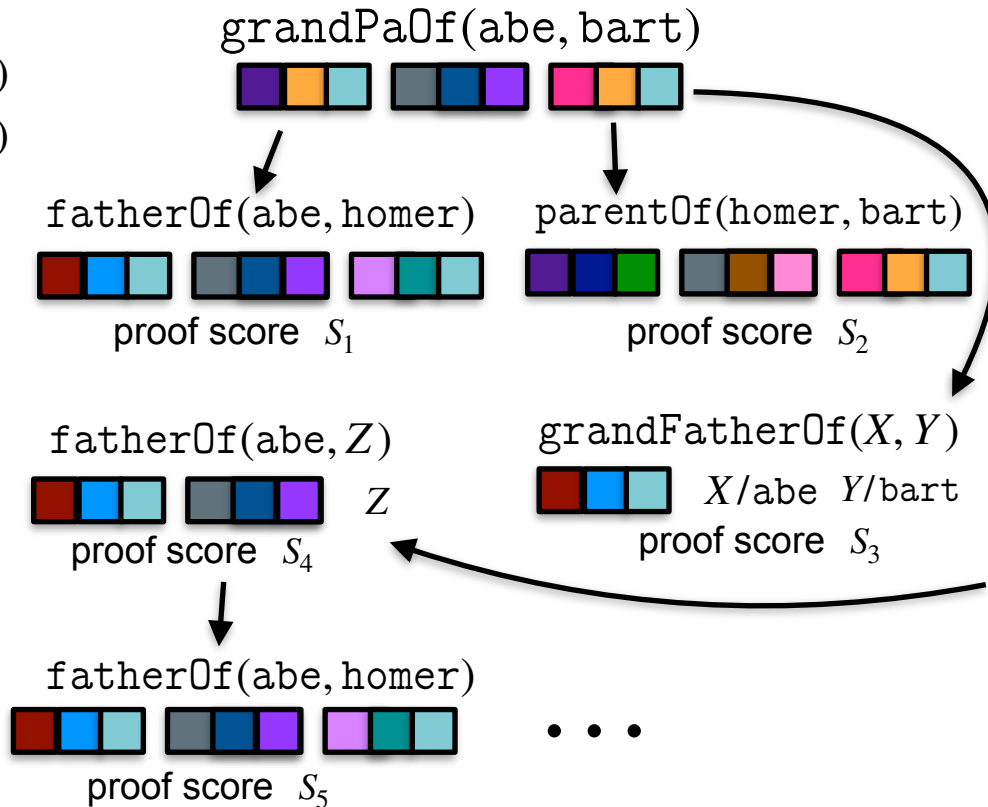 grandPaOf(abe, bart)
)
)
fatherOf(abe, homer)
parentOf(homer, bart)
proof score S₁
proof score S₂
fatherOf(abe, Z)
grandFatherOf(X, Y)
Z
X/abe Y/bart
proof score S₄
proof score S₃
fatherOf(abe, homer)
• • •
proof score S₅